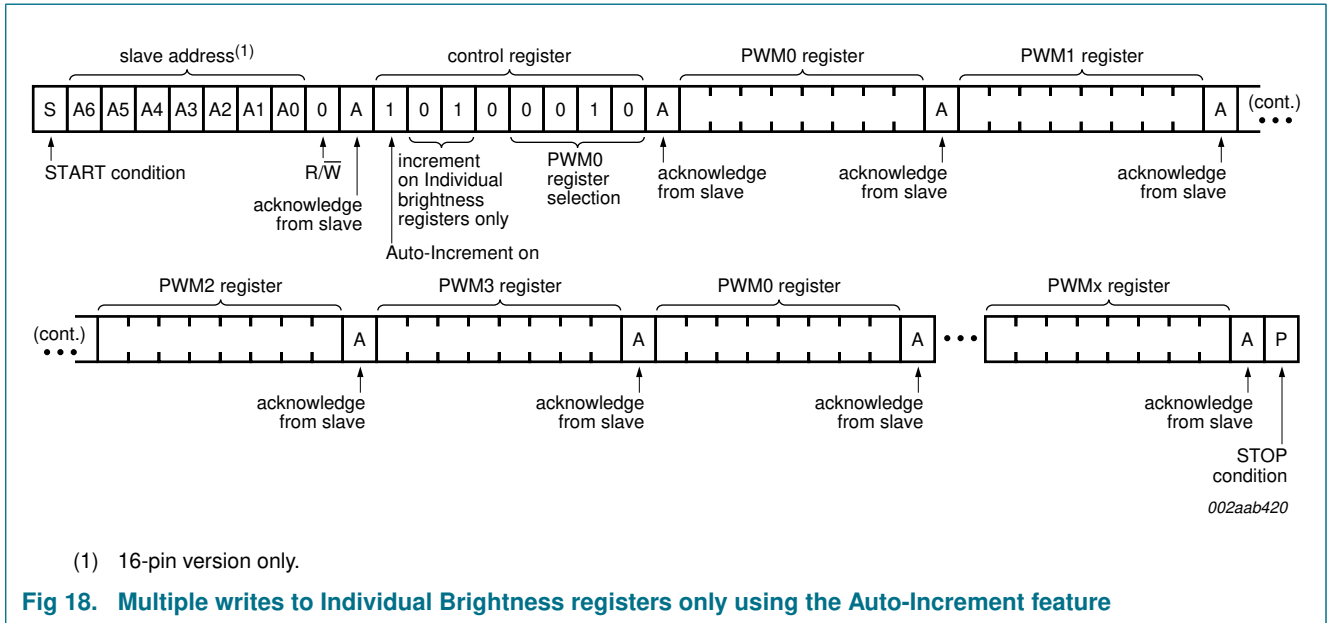 slave address(1) control register PWM0 register PWM1 register
S A6 A5 A4 A3 A2 A1 A0 0 A 1 0 1 0 0 0 1 0 A A A (cont.)
START condition
R/W̅
acknowledge
from slave
Auto-Increment on
increment
on Individual
brightness
registers only
PWM0
register
selection
acknowledge
from slave
acknowledge
from slave
acknowledge
from slave
PWM2 register PWM3 register PWM0 register PWMx register
(cont.) A A A A P
acknowledge
from slave
acknowledge
from slave
acknowledge
from slave
acknowledge
from slave
STOP
condition
002aab420
(1) 16-pin version only.
Fig 18. Multiple writes to Individual Brightness registers only using the Auto-Increment feature